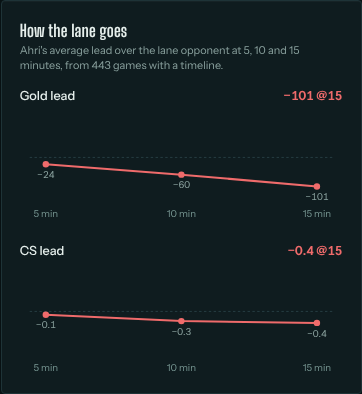 How the lane goes
Ahri's average lead over the lane opponent at 5, 10 and 15
minutes, from 443 games with a timeline.
Gold lead −101 @15
−24
−60
−101
5 min 10 min 15 min
CS lead −0.4 @15
−0.1
−0.3
−0.4
5 min 10 min 15 min